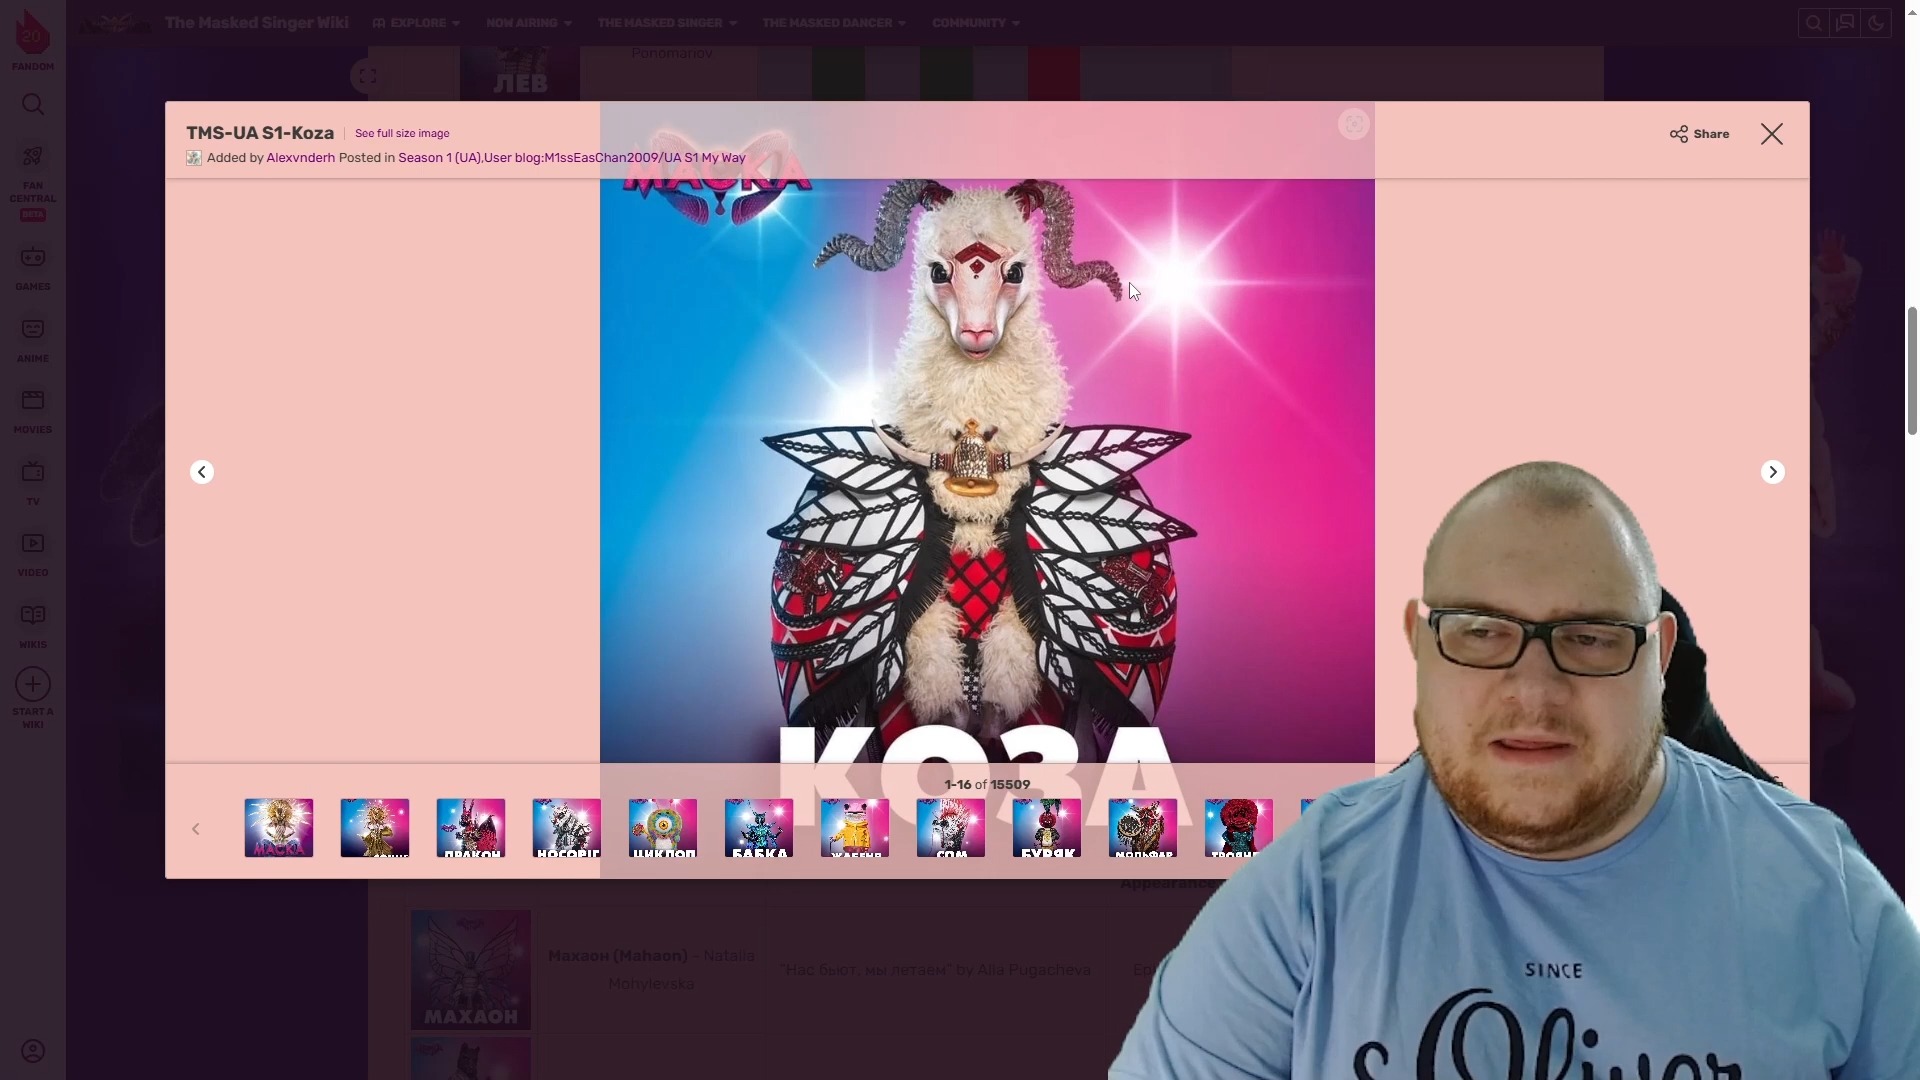 The Masked Singer Wiki
EXPLORE
NOW AIRING
THE MASKED SINGER
THE MASKED DANCER
COMMUNITY
20
FANDOM
FAN CENTRAL
BETA
GAMES
ANIME
MOVIES
TV
VIDEO
WIKIS
START A WIKI
Ponomariov
ЛЕВ
TMS-UA S1-Koza
See full size image
Added by Alexvnderh Posted in Season 1 (UA),User blog:M1ssEasChan2009/UA S1 My Way
Share
МАСКА
КОЗА
1-16 of 15509
МАСКА
ДРАКОН
НОСОРІГ
ЦИКЛОП
БАБКА
СОМ
БУРЯК
МОЛЬФАР
Appearance
Махаон (Mahaon) - Natalia Mohylevska
"Нас бьют, мы летаем" by Alla Pugacheva
МАХАОН
SINCE
s.Oliver